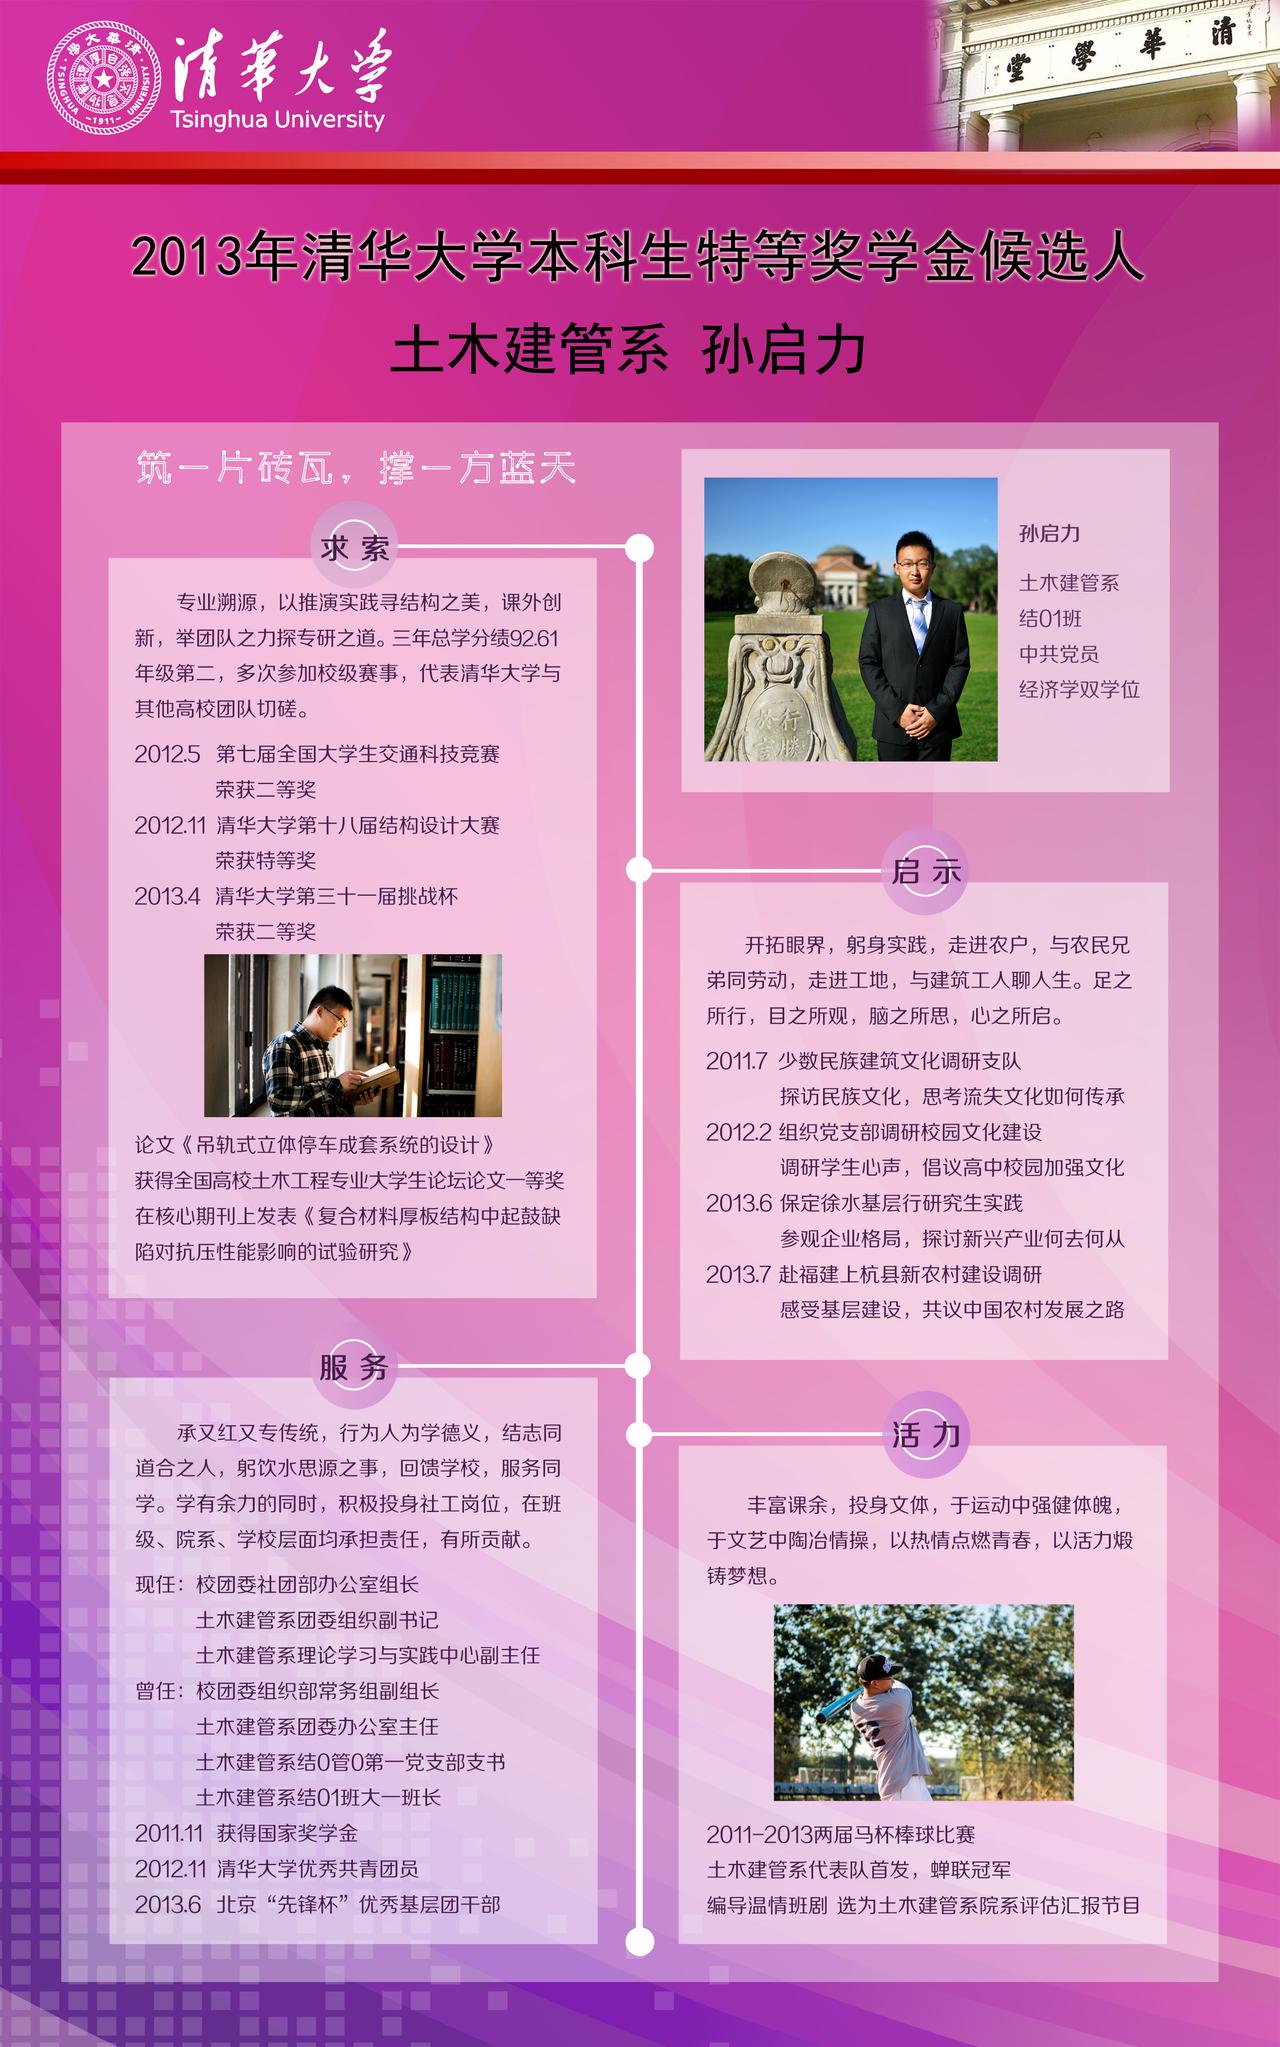 清华大学
Tsinghua University
TSINGHUA UNIVERSITY
-1911-
清華學堂
2013年清华大学本科生特等奖学金候选人
土木建管系 孙启力
筑一片砖瓦，撑一方蓝天
求 索
专业溯源，以推演实践寻结构之美，课外创
新，举团队之力探专研之道。三年总学分绩92.61
年级第二，多次参加校级赛事，代表清华大学与
其他高校团队切磋。
2012.5 第七届全国大学生交通科技竞赛
荣获二等奖
2012.11 清华大学第十八届结构设计大赛
荣获特等奖
2013.4 清华大学第三十一届挑战杯
荣获二等奖
论文《吊轨式立体停车成套系统的设计》
获得全国高校土木工程专业大学生论坛论文一等奖
在核心期刊上发表《复合材料厚板结构中起鼓缺
陷对抗压性能影响的试验研究》
孙启力
土木建管系
结01班
中共党员
经济学双学位
行勝
於言
启 示
开拓眼界，躬身实践，走进农户，与农民兄
弟同劳动，走进工地，与建筑工人聊人生。足之
所行，目之所观，脑之所思，心之所启。
2011.7 少数民族建筑文化调研支队
探访民族文化，思考流失文化如何传承
2012.2 组织党支部调研校园文化建设
调研学生心声，倡议高中校园加强文化
2013.6 保定徐水基层行研究生实践
参观企业格局，探讨新兴产业何去何从
2013.7 赴福建上杭县新农村建设调研
感受基层建设，共议中国农村发展之路
服 务
承又红又专传统，行为人为学德义，结志同
道合之人，躬饮水思源之事，回馈学校，服务同
学。学有余力的同时，积极投身社工岗位，在班
级、院系、学校层面均承担责任，有所贡献。
现任：校团委社团部办公室组长
土木建管系团委组织副书记
土木建管系理论学习与实践中心副主任
曾任：校团委组织部常务组副组长
土木建管系团委办公室主任
土木建管系结0管0第一党支部支书
土木建管系结01班大一班长
2011.11 获得国家奖学金
2012.11 清华大学优秀共青团员
2013.6 北京“先锋杯”优秀基层团干部
活 力
丰富课余，投身文体，于运动中强健体魄，
于文艺中陶冶情操，以热情点燃青春，以活力煅
铸梦想。
2011-2013两届马杯棒球比赛
土木建管系代表队首发，蝉联冠军
编导温情班剧 选为土木建管系院系评估汇报节目